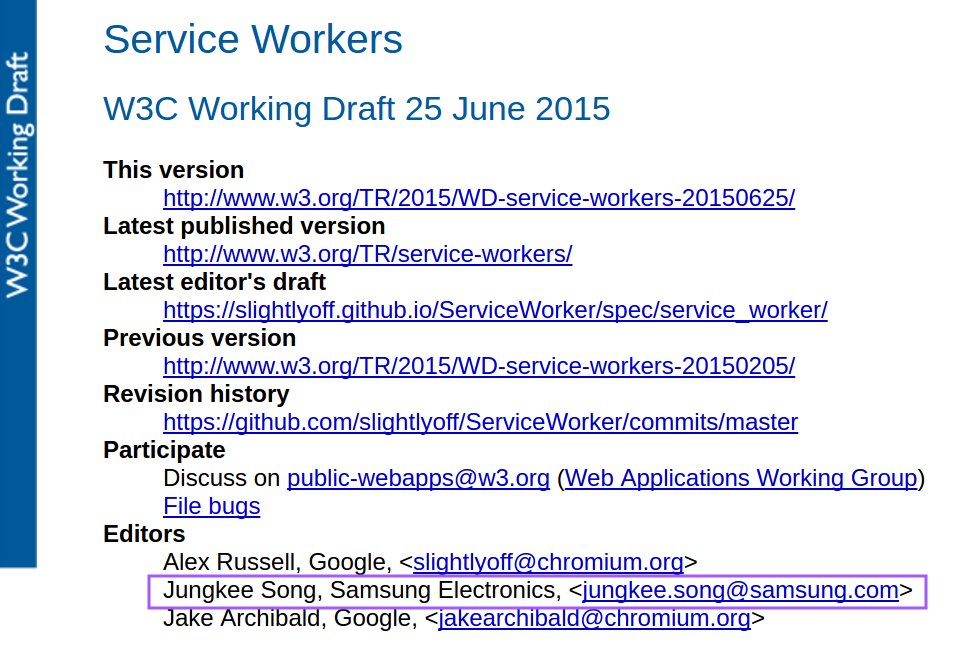 W3C Working Draft
Service Workers
W3C Working Draft 25 June 2015
This version
http://www.w3.org/TR/2015/WD-service-workers-20150625/
Latest published version
http://www.w3.org/TR/service-workers/
Latest editor's draft
https://slightlyoff.github.io/ServiceWorker/spec/service_worker/
Previous version
http://www.w3.org/TR/2015/WD-service-workers-20150205/
Revision history
https://github.com/slightlyoff/ServiceWorker/commits/master
Participate
Discuss on public-webapps@w3.org (Web Applications Working Group)
File bugs
Editors
Alex Russell, Google, <slightlyoff@chromium.org>
Jungkee Song, Samsung Electronics, <jungkee.song@samsung.com>
Jake Archibald, Google, <jakearchibald@chromium.org>